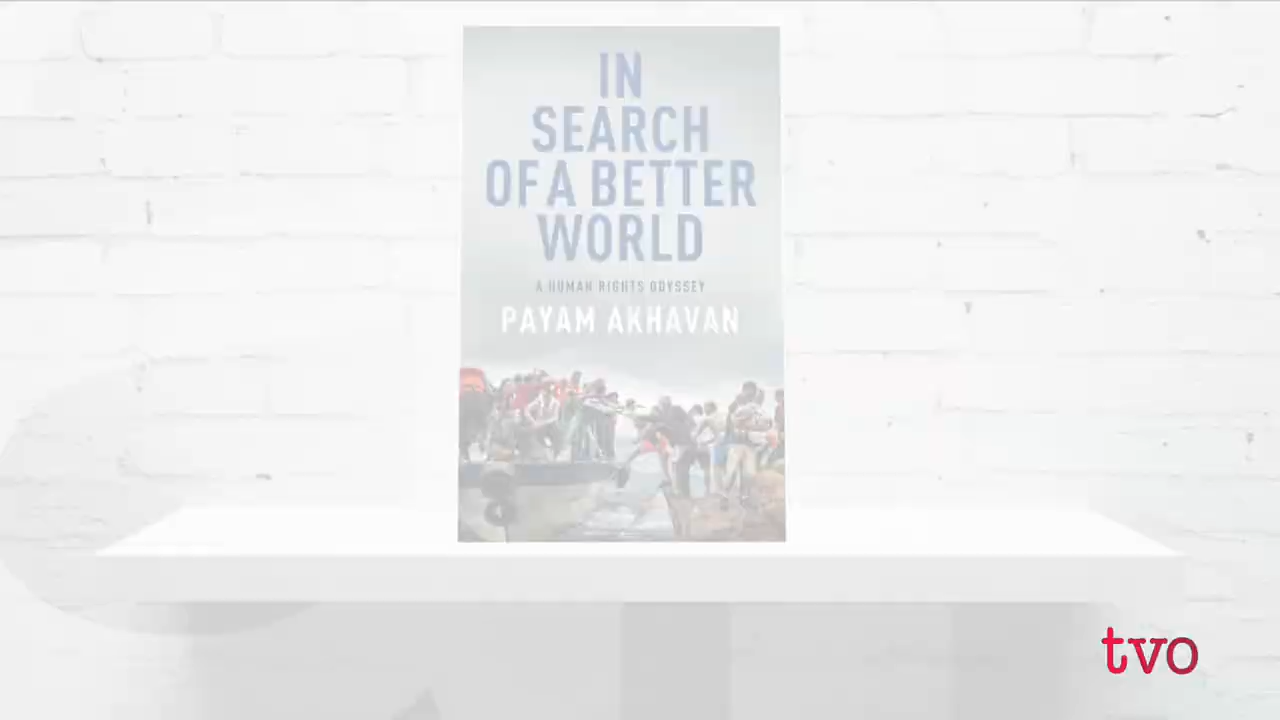 IN
SEARCH
OF A BETTER
WORLD
A HUMAN RIGHTS ODYSSEY
PAYAM AKHAVAN
tvo